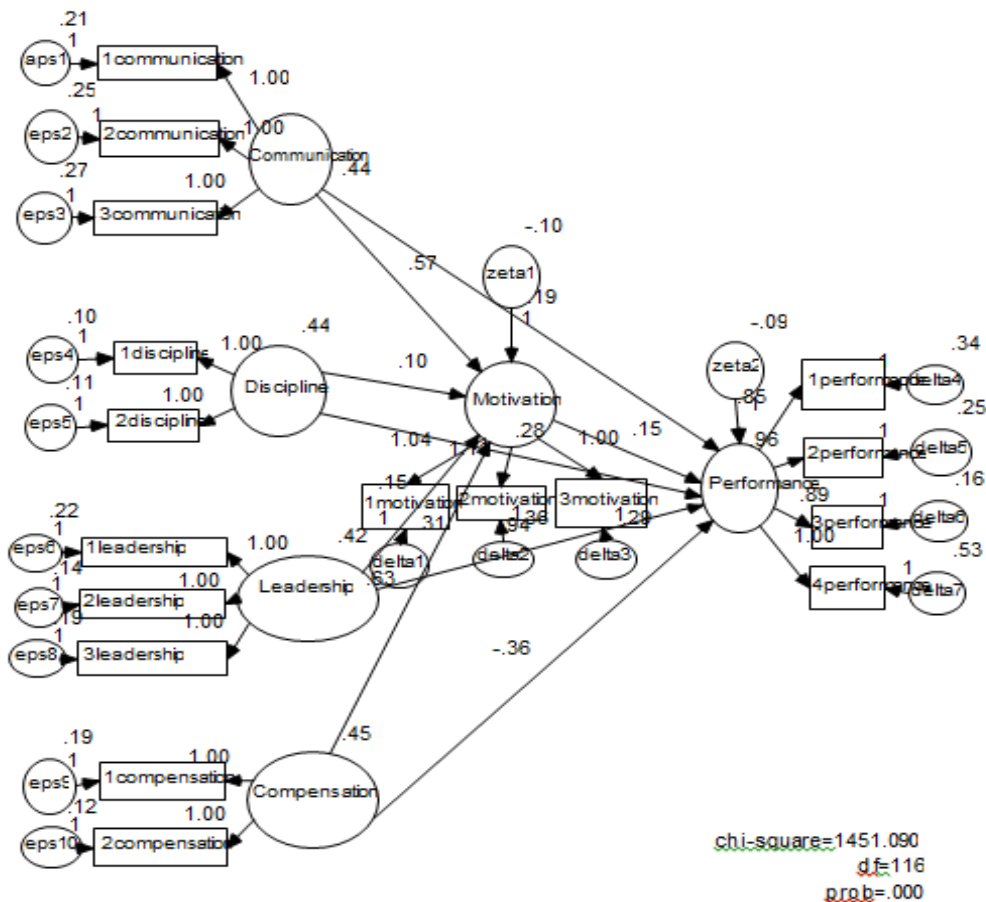 .21
1
aps1
1communication
.25
1.00
1
eps2
2communication
1.00
Communication
.44
.27
1.00
1
eps3
3communication
-.10
zeta1
.57
.19
1
.10
.44
1
eps4
1discipline
1.00
.11
.10
Discipline
1
1.00
eps5
2discipline
Motivation
-.09
zeta2
.34
1
1performance
delta4
.85
.25
1.04
.28
1.00
.15
.96
1
2performance
delta5
.15
1motivation
2motivation
3motivation
Performance
.16
.89
1
3performance
delta6
1
.31
1.36
1.29
.94
1.00
.53
delta1
delta2
delta3
1
4performance
delta7
.22
1
eps6
1leadership
1.00
.42
.14
Leadership
.63
1
1.00
eps7
2leadership
.19
1.00
1
eps8
3leadership
-.36
.19
.45
1
1compensation
1.00
Compensation
.12
1.00
1
eps10
2compensation
chi-square=1451.090
df=116
prob=.000